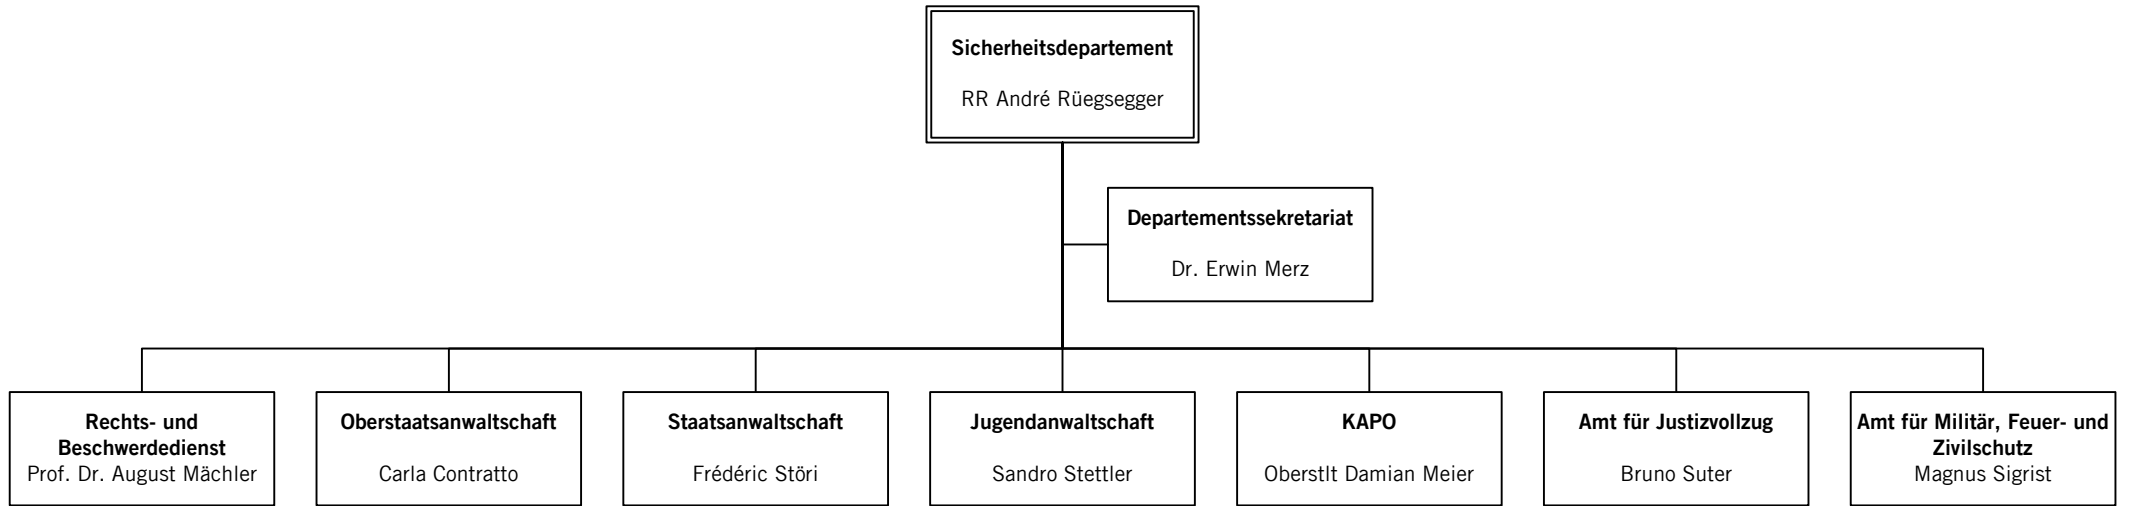 Sicherheitsdepartement
RR André Rüegsegger
Departementssekretariat
Dr. Erwin Merz
Rechts- und
Beschwerdedienst
Prof. Dr. August Mächler
Oberstaatsanwaltschaft
Carla Contratto
Staatsanwaltschaft
Frédéric Störi
Jugendanwaltschaft
Sandro Stettler
KAPO
Oberstlt Damian Meier
Amt für Justizvollzug
Bruno Suter
Amt für Militär, Feuer- und
Zivilschutz
Magnus Sigrist